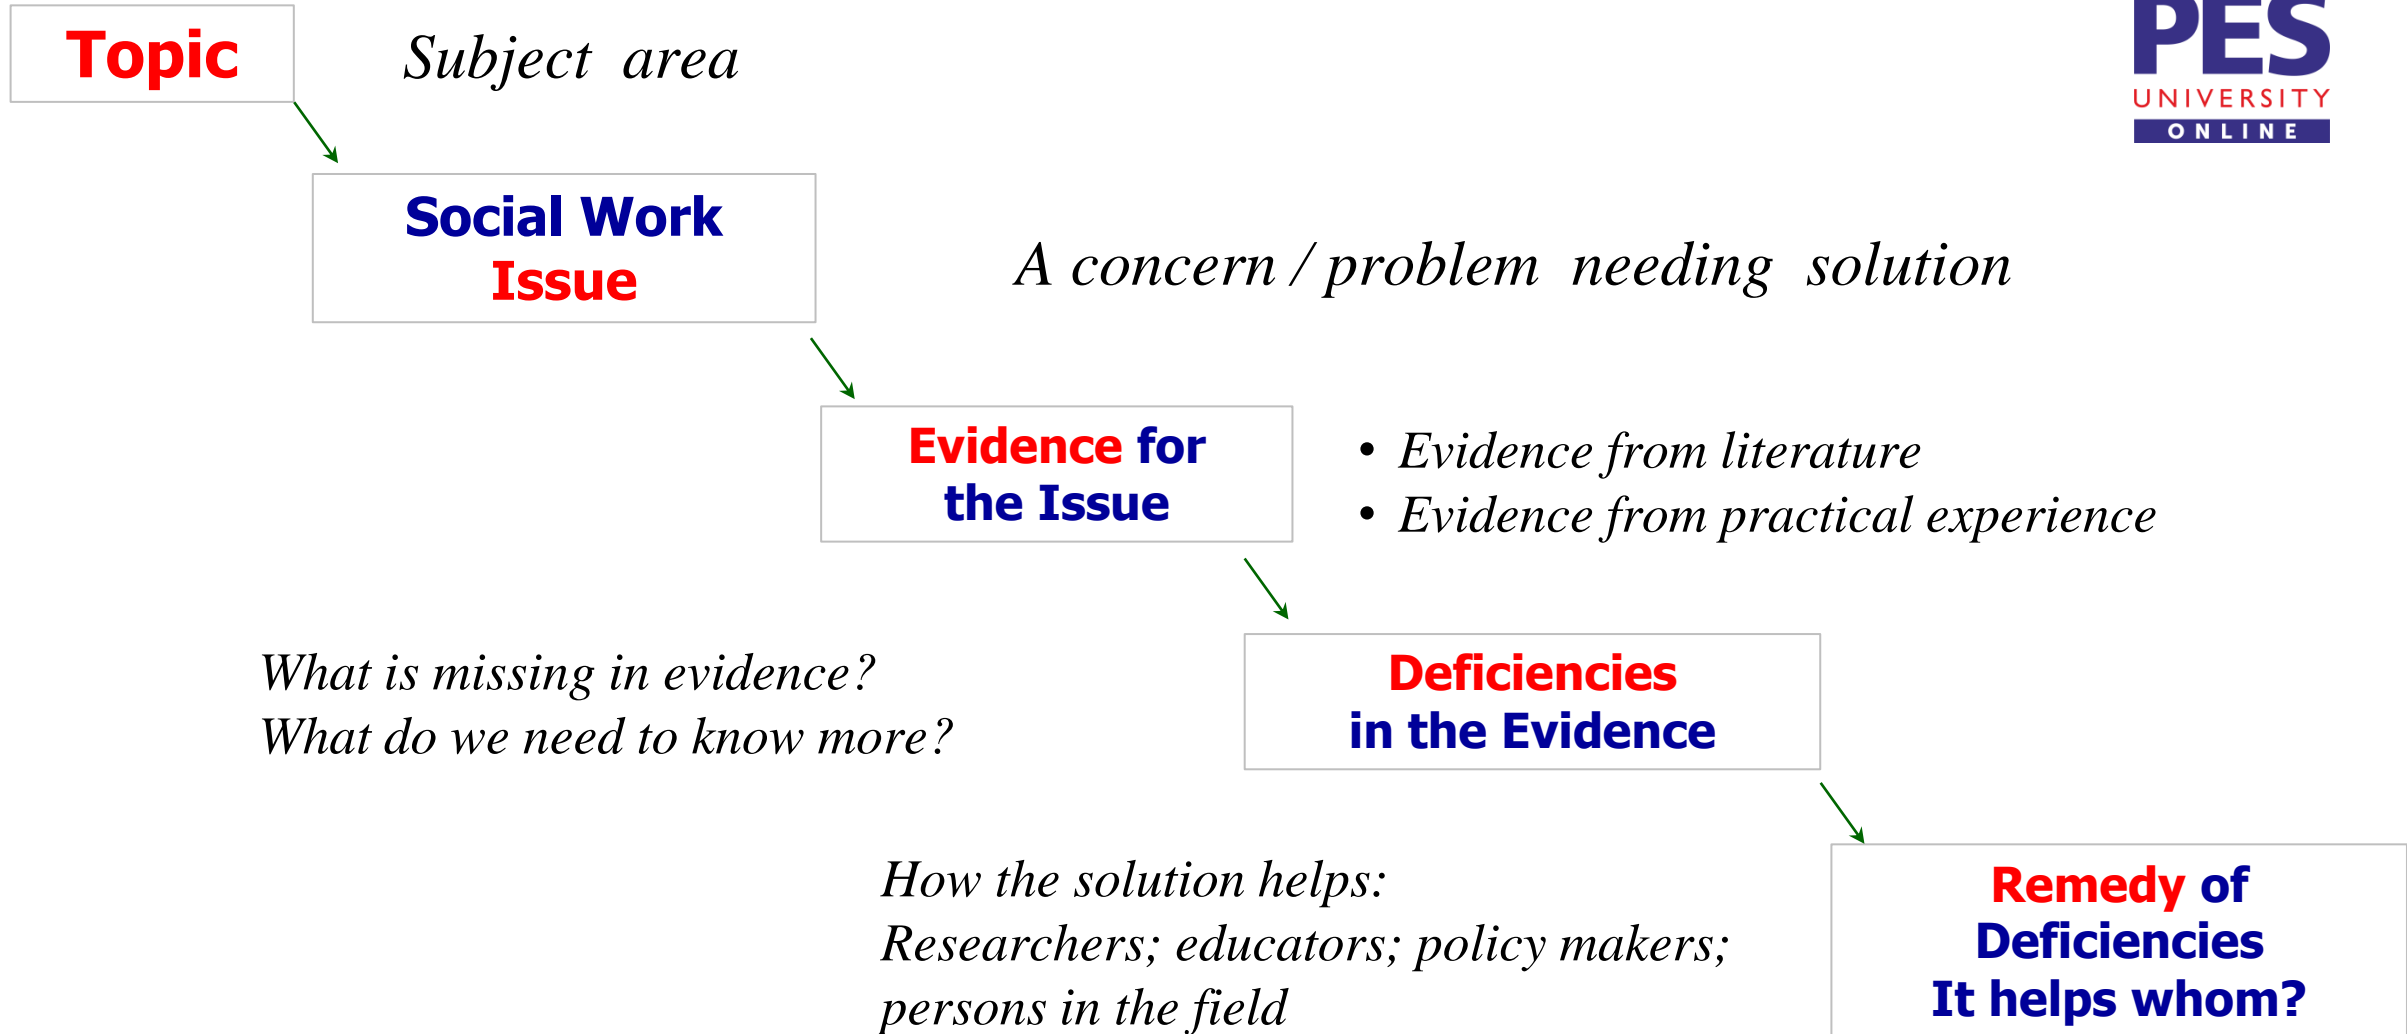 Topic
Subject area
PES
UNIVERSITY
ONLINE
Social Work
Issue
A concern / problem needing solution
Evidence for
the Issue
• Evidence from literature
• Evidence from practical experience
What is missing in evidence?
What do we need to know more?
Deficiencies
in the Evidence
How the solution helps:
Researchers; educators; policy makers;
persons in the field
Remedy of
Deficiencies
It helps whom?